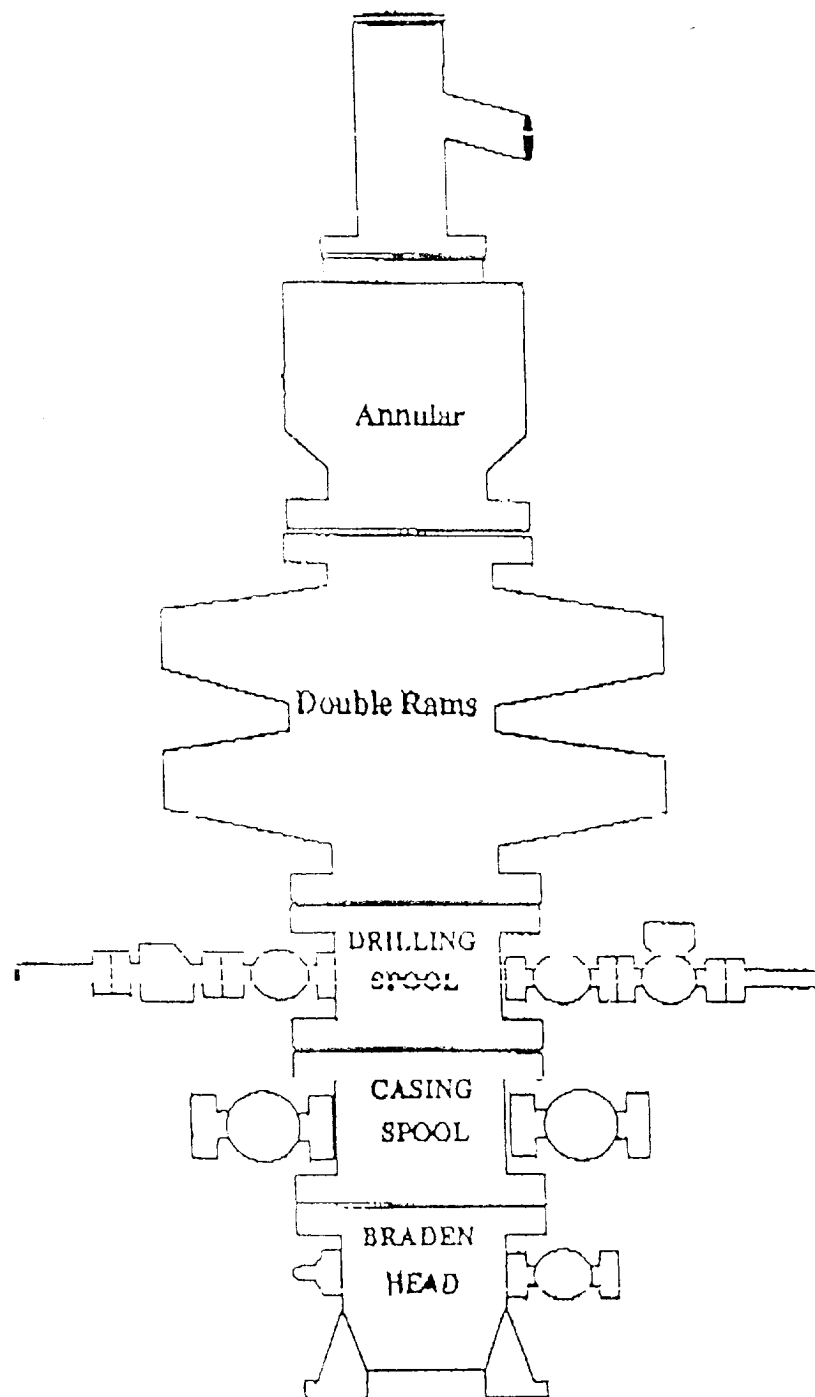 Annular
Double Rams
DRILLING
SPOOL
CASING
SPOOL
BRADEN
HEAD